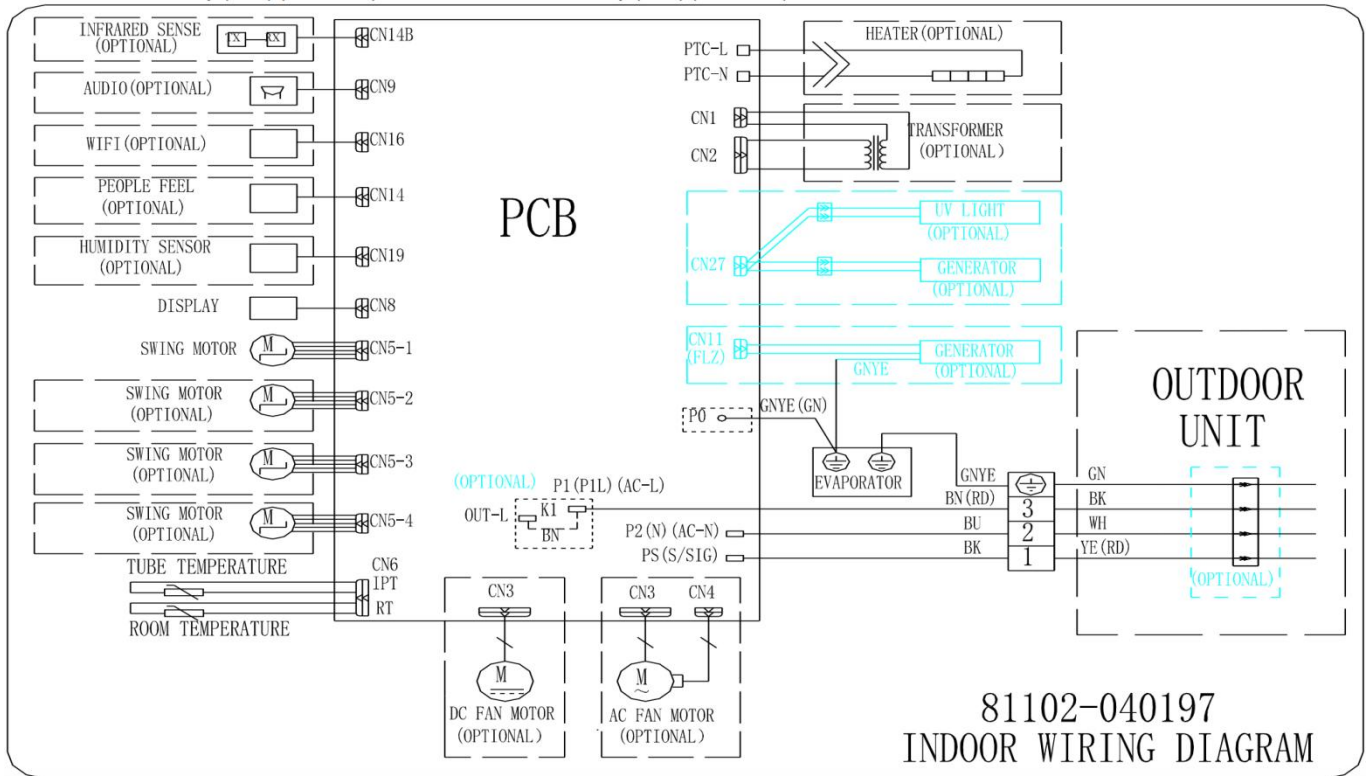 INFRARED SENSE
(OPTIONAL)
TX
RX
CN14B
AUDIO(OPTIONAL)
CN9
WIFI(OPTIONAL)
CN16
PEOPLE FEEL
(OPTIONAL)
CN14
HUMIDITY SENSOR
(OPTIONAL)
CN19
DISPLAY
CN8
SWING MOTOR
M
CN5-1
SWING MOTOR
(OPTIONAL)
M
CN5-2
SWING MOTOR
(OPTIONAL)
M
CN5-3
SWING MOTOR
(OPTIONAL)
M
CN5-4
TUBE TEMPERATURE
CN6
IPT
RT
ROOM TEMPERATURE
PCB
PTC-L
PTC-N
HEATER(OPTIONAL)
CN1
CN2
TRANSFORMER
(OPTIONAL)
CN27
UV LIGHT
(OPTIONAL)
GENERATOR
(OPTIONAL)
CN11
(FLZ)
GENERATOR
(OPTIONAL)
GNYE
P0
GNYE(GN)
EVAPORATOR
(OPTIONAL)
P1(P1L)(AC-L)
OUT-L
K1
BN
P2(N)(AC-N)
PS(S/SIG)
GNYE
BN(RD)
BU
BK
3
2
1
GN
BK
WH
YE(RD)
OUTDOOR
UNIT
(OPTIONAL)
CN3
M
DC FAN MOTOR
(OPTIONAL)
CN3
CN4
M
~
AC FAN MOTOR
(OPTIONAL)
81102-040197
INDOOR WIRING DIAGRAM